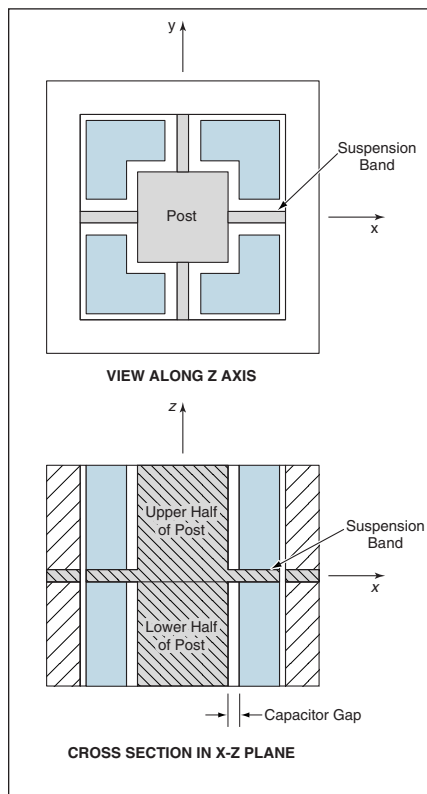 y
Suspension
Band
Post
x
VIEW ALONG Z AXIS
z
Upper Half
of Post
Suspension
Band
x
Lower Half
of Post
Capacitor Gap
CROSS SECTION IN X-Z PLANE